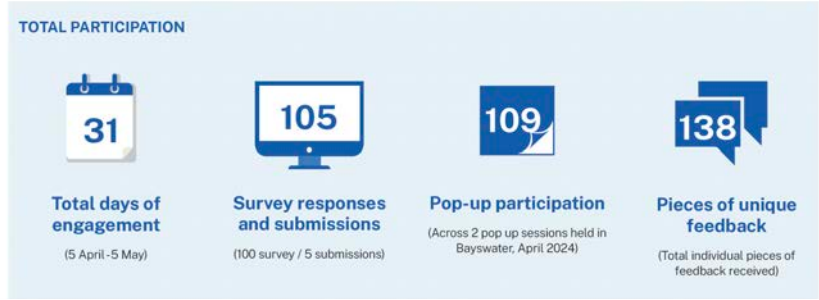 TOTAL PARTICIPATION
31
Total days of
engagement
(5 April - 5 May)
105
Survey responses
and submissions
(100 survey / 5 submissions)
109
Pop-up participation
(Across 2 pop up sessions held in
Bayswater, April 2024)
138
Pieces of unique
feedback
(Total individual pieces of
feedback received)